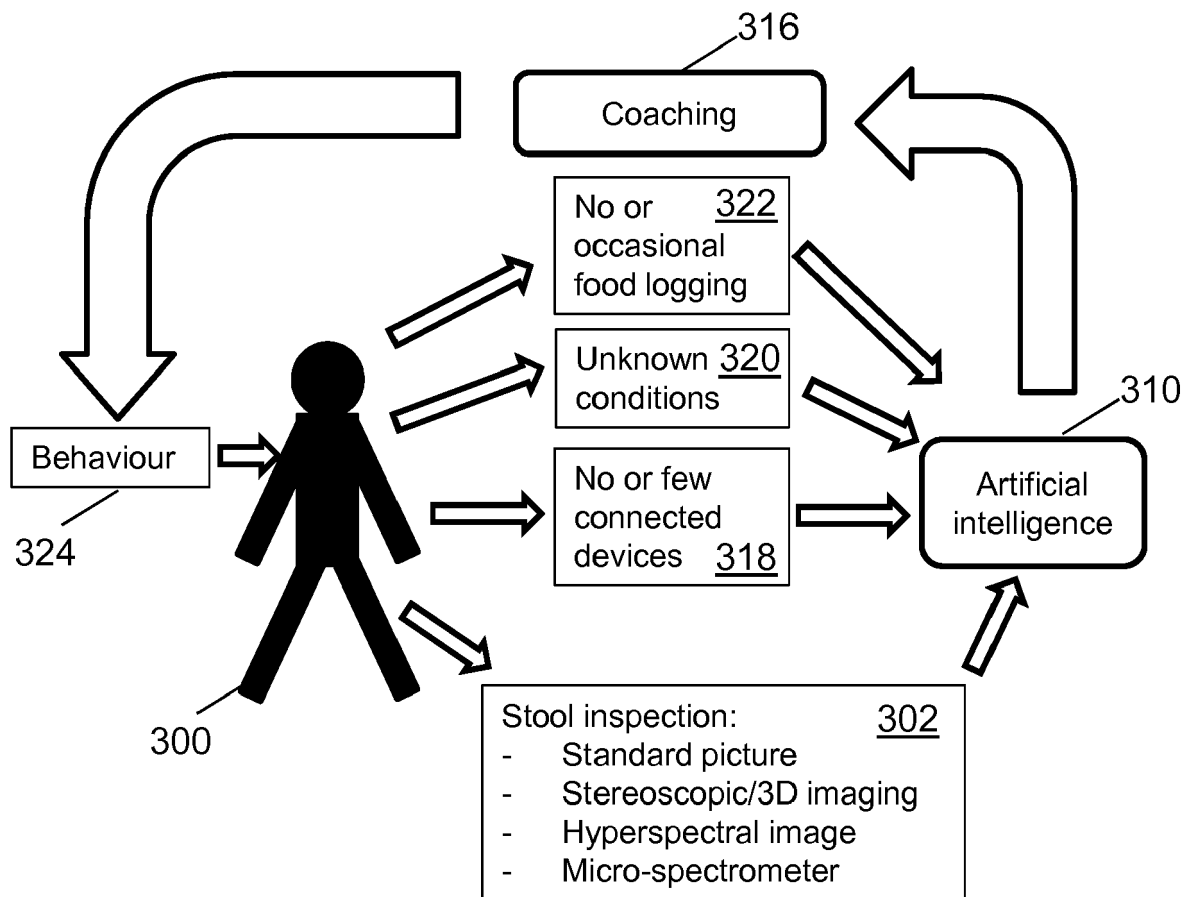 316
Coaching
No or 322
occasional
food logging
Unknown 320
conditions
310
Behaviour
324
No or few
connected
devices 318
Artificial
intelligence
300
Stool inspection: 302
- Standard picture
- Stereoscopic/3D imaging
- Hyperspectral image
- Micro-spectrometer